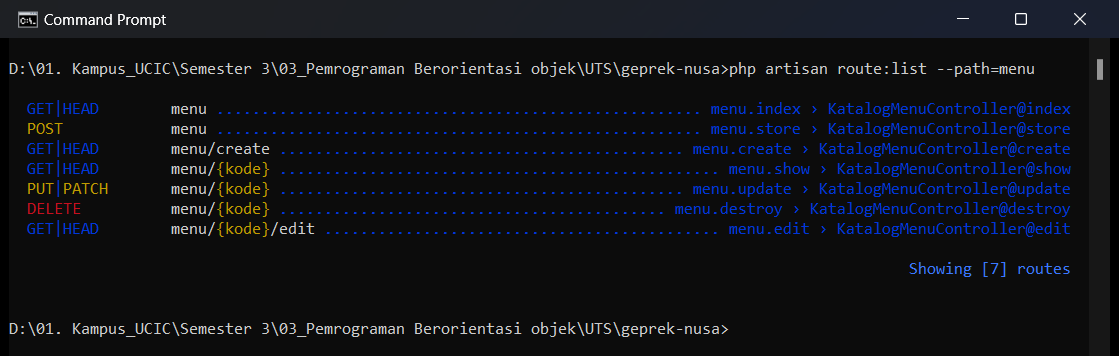 Command Prompt
D:\01. Kampus_UCIC\Semester 3\03_Pemrograman Berorientasi objek\UTS\geprek-nusa>php artisan route:list --path=menu
GET|HEAD menu ...................................................... menu.index › KatalogMenuController@index
POST menu ...................................................... menu.store › KatalogMenuController@store
GET|HEAD menu/create ............................................. menu.create › KatalogMenuController@create
GET|HEAD menu/{kode} ................................................. menu.show › KatalogMenuController@show
PUT|PATCH menu/{kode} ............................................. menu.update › KatalogMenuController@update
DELETE menu/{kode} ........................................... menu.destroy › KatalogMenuController@destroy
GET|HEAD menu/{kode}/edit ............................................ menu.edit › KatalogMenuController@edit
Showing [7] routes
D:\01. Kampus_UCIC\Semester 3\03_Pemrograman Berorientasi objek\UTS\geprek-nusa>